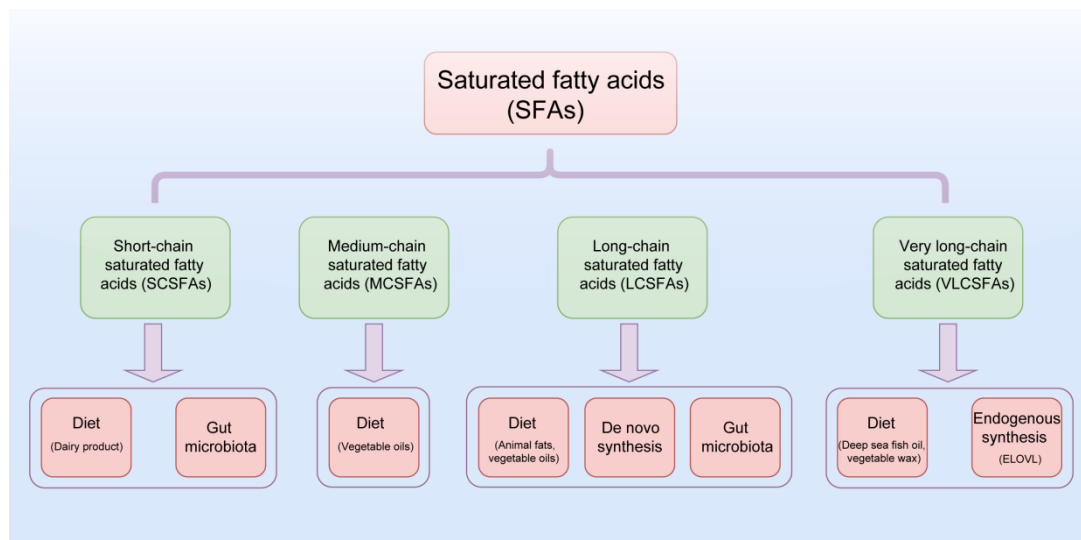 Saturated fatty acids
(SFAs)
Short-chain
saturated fatty
acids (SCSFAs)
Medium-chain
saturated fatty
acids (MCSFAs)
Long-chain
saturated fatty
acids (LCSFAs)
Very long-chain
saturated fatty
acids (VLCSFAs)
Diet
(Dairy product)
Gut
microbiota
Diet
(Vegetable oils)
Diet
(Animal fats,
vegetable oils)
De novo
synthesis
Gut
microbiota
Diet
(Deep sea fish oil,
vegetable wax)
Endogenous
synthesis
(ELOVL)